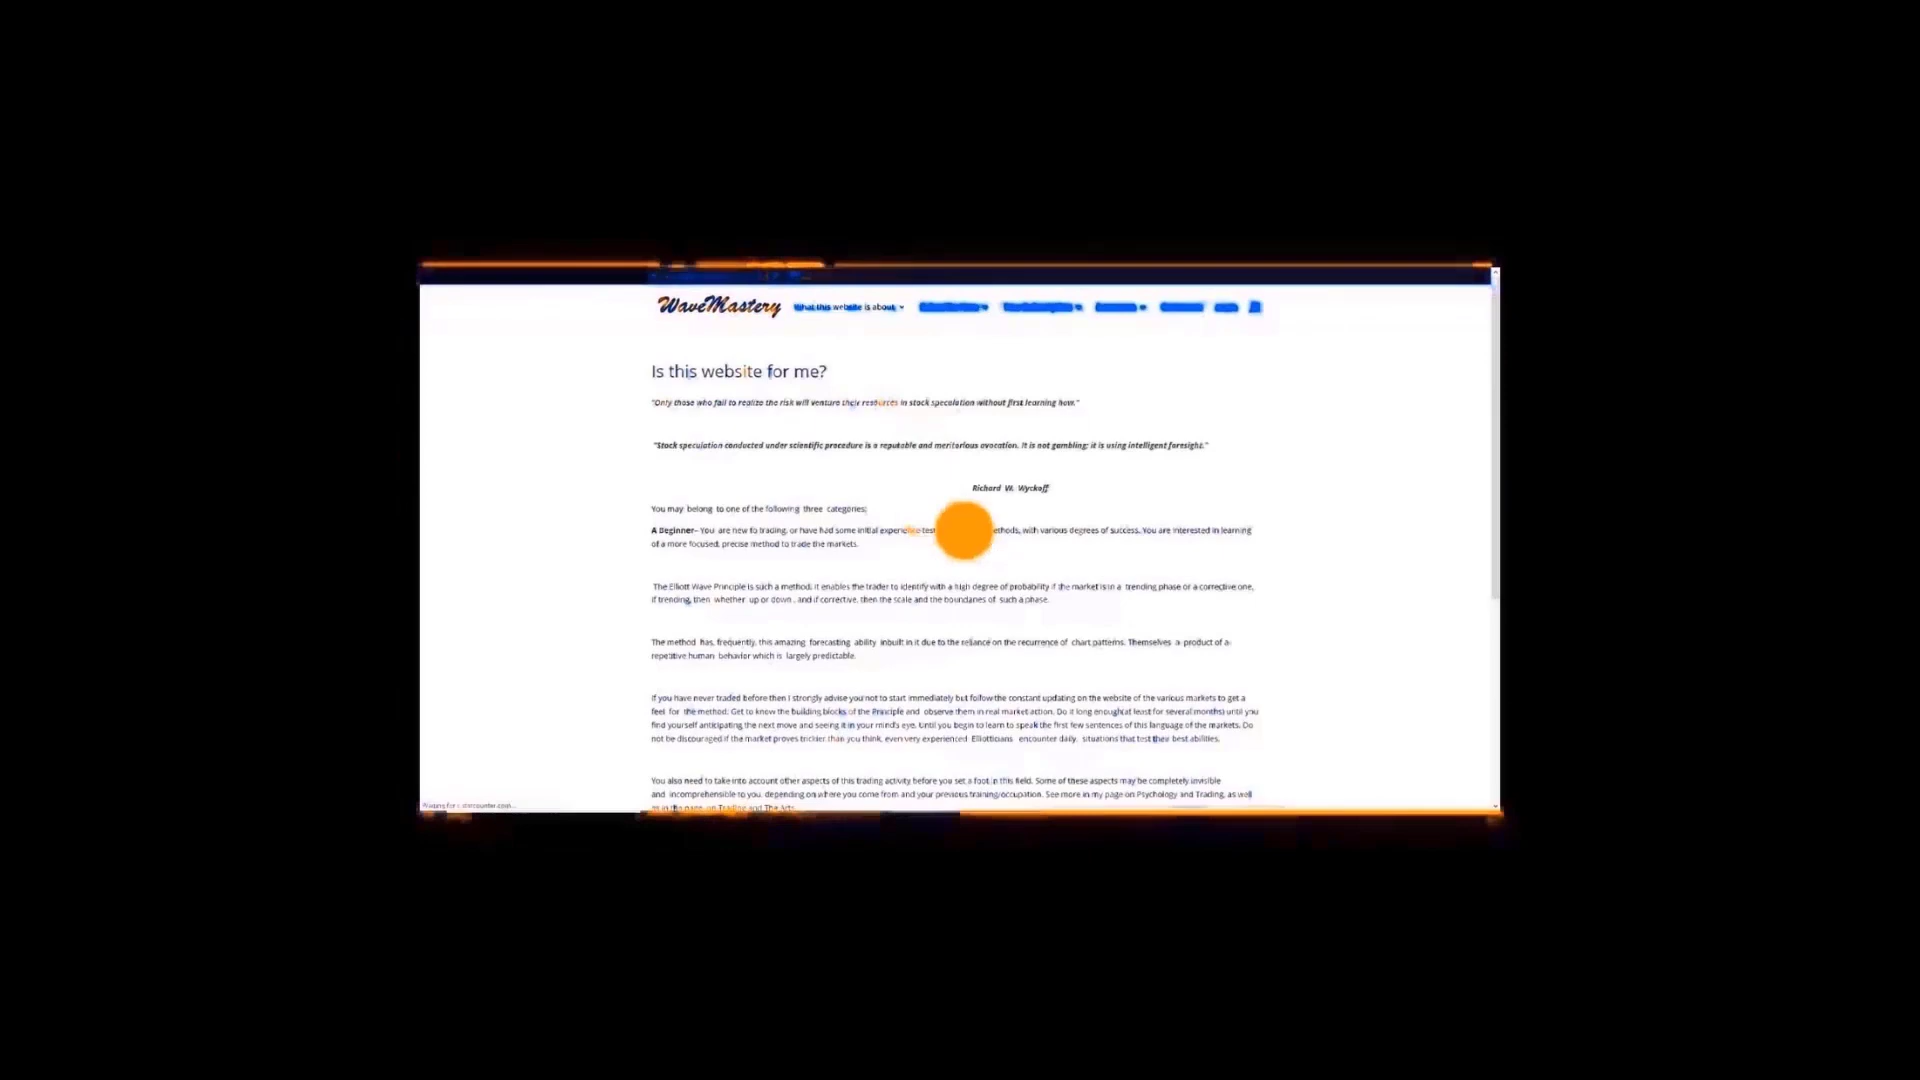 WaveMastery What this website is about
Is this website for me?
"Only those who fail to realize the risk will venture their resources in stock speculation without first learning how."
"Stock speculation conducted under scientific procedure is a reputable and meritorious avocation. It is not gambling; it is using intelligent foresight."
Richard W. Wyckoff
You may belong to one of the following three categories;
A Beginner– You are new to trading, or have had some initial experience test ethods, with various degrees of success. You are interested in learning
of a more focused, precise method to trade the markets.
The Elliott Wave Principle is such a method, it enables the trader to identify with a high degree of probability if the market is in a trending phase or a corrective one,
if trending, then whether up or down , and if corrective, then the scale and the boundaries of such a phase.
The method has, frequently, this amazing forecasting ability inbuilt in it due to the reliance on the recurrence of chart patterns. Themselves a product of a
repetitive human behavior which is largely predictable.
If you have never traded before then I strongly advise you not to start immediately but follow the constant updating on the website of the various markets to get a
feel for the method. Get to know the building blocks of the Principle and observe them in real market action. Do it long enough(at least for several months) until you
find yourself anticipating the next move and seeing it in your mind's eye. Until you begin to learn to speak the first few sentences of this language of the markets. Do
not be discouraged if the market proves trickier than you think, even very experienced Elliotticians encounter daily, situations that test their best abilities.
You also need to take into account other aspects of this trading activity before you set a foot in this field. Some of these aspects may be completely invisible
and incomprehensible to you, depending on where you come from and your previous training/occupation. See more in my page on Psychology and Trading, as well
as in the page on Trading and The Arts.
Waiting for